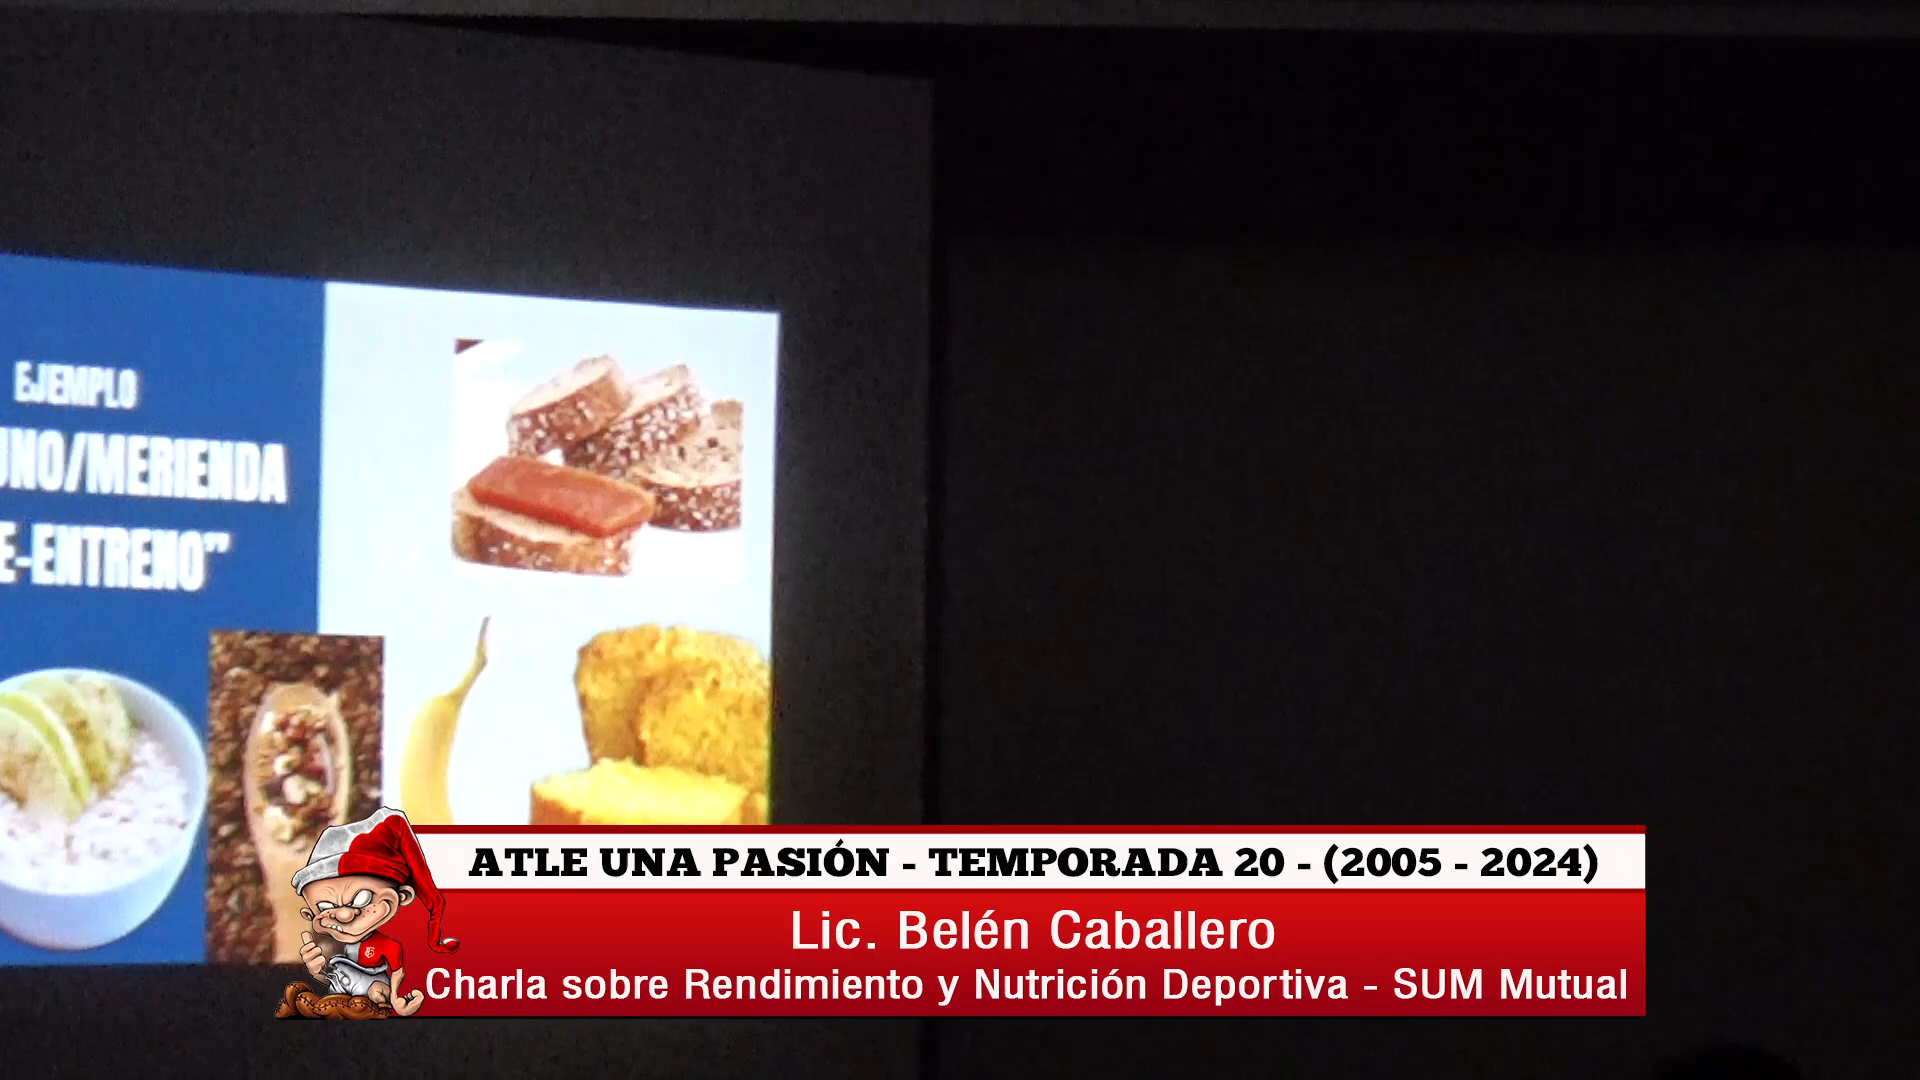 EJEMPLO
UNO/MERIENDA
E-ENTRENO”
ATLE UNA PASIÓN - TEMPORADA 20 - (2005 - 2024)
Lic. Belén Caballero
Charla sobre Rendimiento y Nutrición Deportiva - SUM Mutual